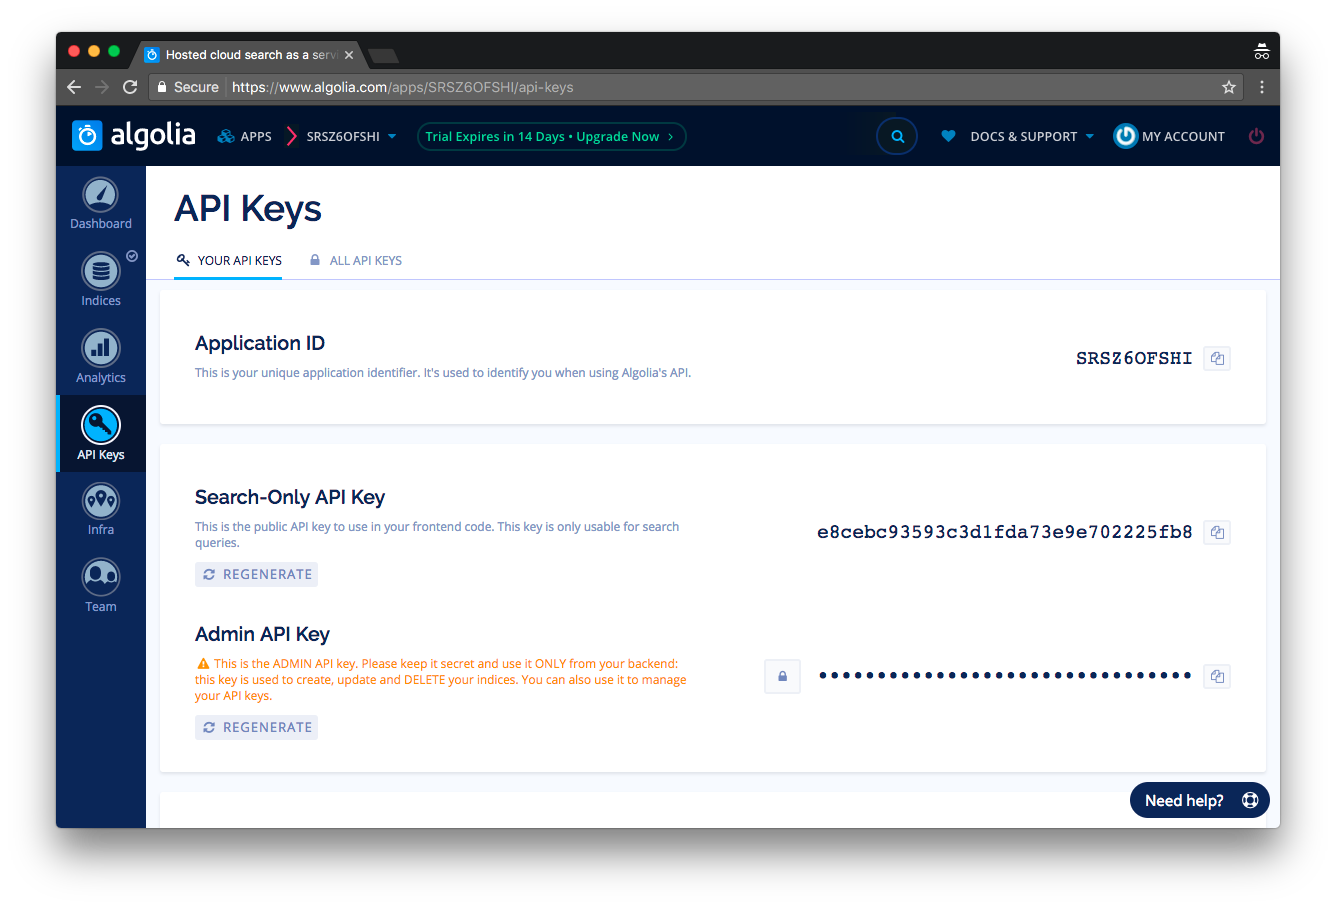 Hosted cloud search as a serv
Secure
https://www.algolia.com/apps/SRSZ6OFSHI/api-keys
algolia
APPS
SRSZ6OFSHI
Trial Expires in 14 Days • Upgrade Now
DOCS & SUPPORT
MY ACCOUNT
Dashboard
Indices
Analytics
API Keys
Infra
Team
API Keys
YOUR API KEYS
ALL API KEYS
Application ID
This is your unique application identifier. It's used to identify you when using Algolia's API.
SRSZ6OFSHI
Search-Only API Key
This is the public API key to use in your frontend code. This key is only usable for search
queries.
e8cebc93593c3d1fda73e9e702225fb8
REGENERATE
Admin API Key
This is the ADMIN API key. Please keep it secret and use it ONLY from your backend:
this key is used to create, update and DELETE your indices. You can also use it to manage
your API keys.
REGENERATE
Need help?